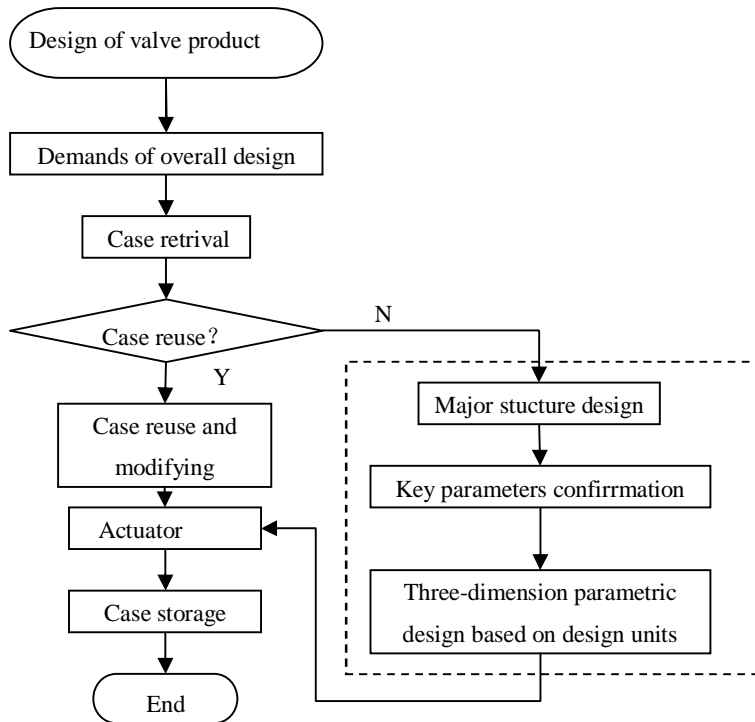 Design of valve product
Demands of overall design
Case retrival
Case reuse?
N
Y
Case reuse and
modifying
Actuator
Case storage
End
Major stucture design
Key parameters confirrmation
Three-dimension parametric
design based on design units